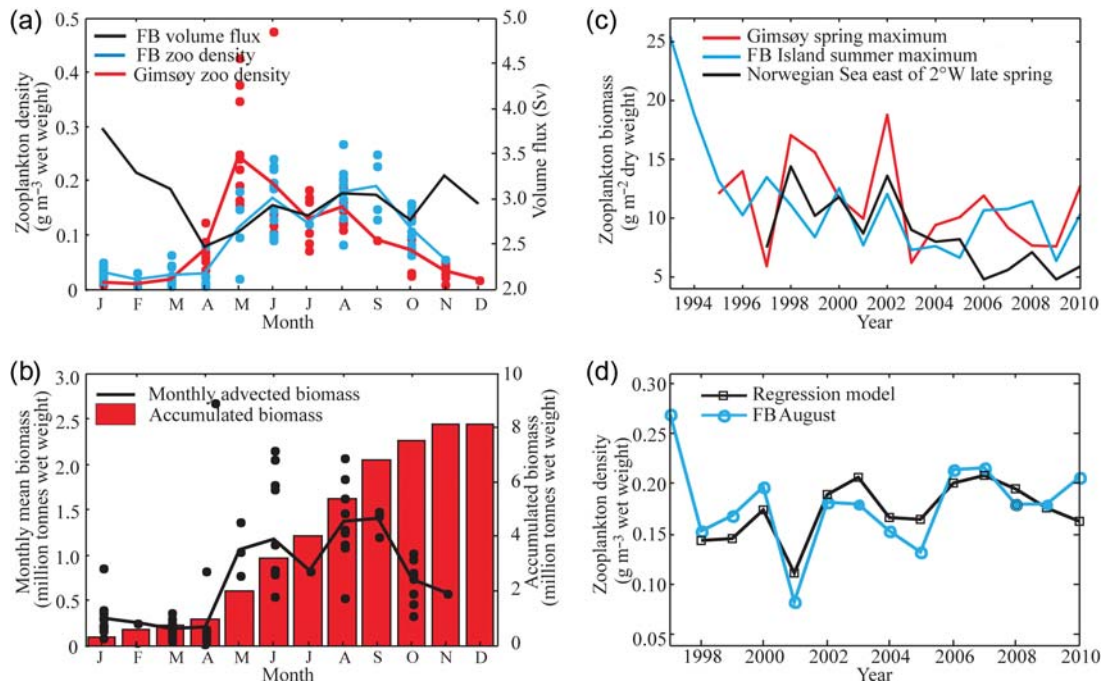 (a)
0.5
0.4
0.3
0.2
0.1
0
Zooplankton density
(g m⁻³ wet weight)
FB volume flux
FB zoo density
Gimsøy zoo density
5.0
4.5
4.0
3.5
3.0
2.5
2.0
Volume flux (Sv)
J F M A M J J A S O N D
Month
(c)
25
20
15
10
5
Zooplankton biomass
(g m⁻² dry weight)
Gimsøy spring maximum
FB Island summer maximum
Norwegian Sea east of 2°W late spring
1994 1996 1998 2000 2002 2004 2006 2008 2010
Year
(b)
3.0
2.5
2.0
1.5
1.0
0.5
0
Monthly mean biomass
(million tonnes wet weight)
Monthly advected biomass
Accumulated biomass
10
8
6
4
2
0
Accumulated biomass
(million tonnes wet weight)
J F M A M J J A S O N D
Month
(d)
0.30
0.25
0.20
0.15
0.10
0.05
Zooplankton density
(g m⁻³ wet weight)
Regression model
FB August
1998 2000 2002 2004 2006 2008 2010
Year